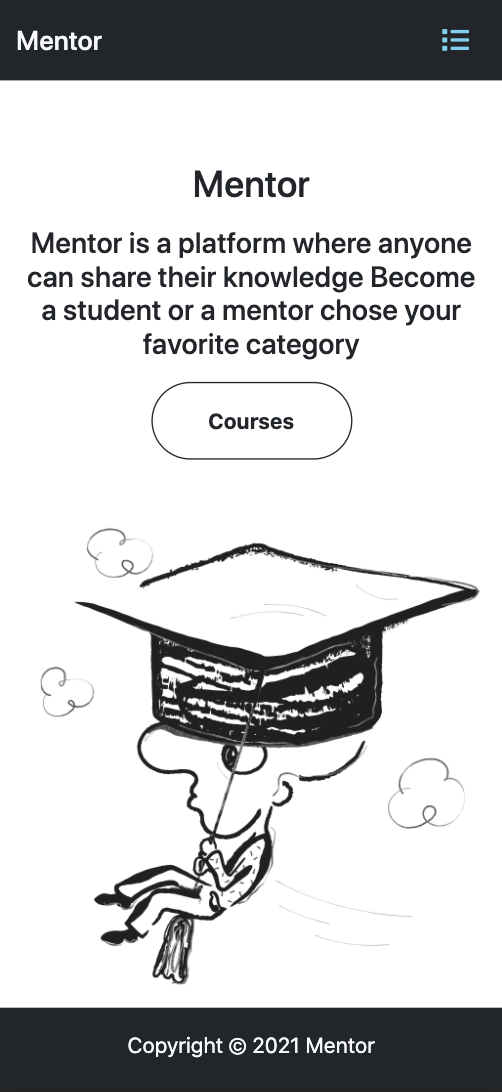 Mentor
Mentor
Mentor is a platform where anyone
can share their knowledge Become
a student or a mentor chose your
favorite category
Courses
Copyright © 2021 Mentor